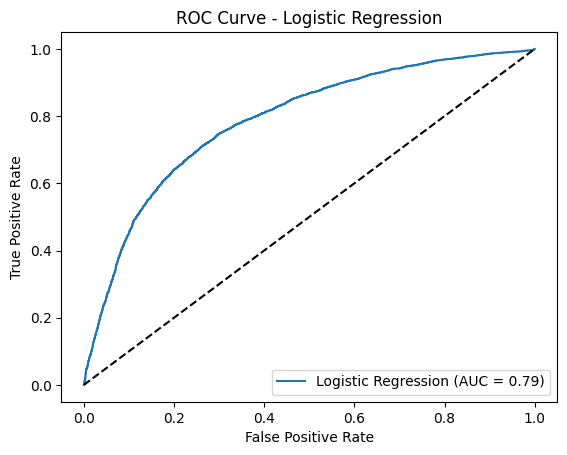 ROC Curve - Logistic Regression
True Positive Rate
1.0
0.8
0.6
0.4
0.2
0.0
Logistic Regression (AUC = 0.79)
0.0 0.2 0.4 0.6 0.8 1.0
False Positive Rate